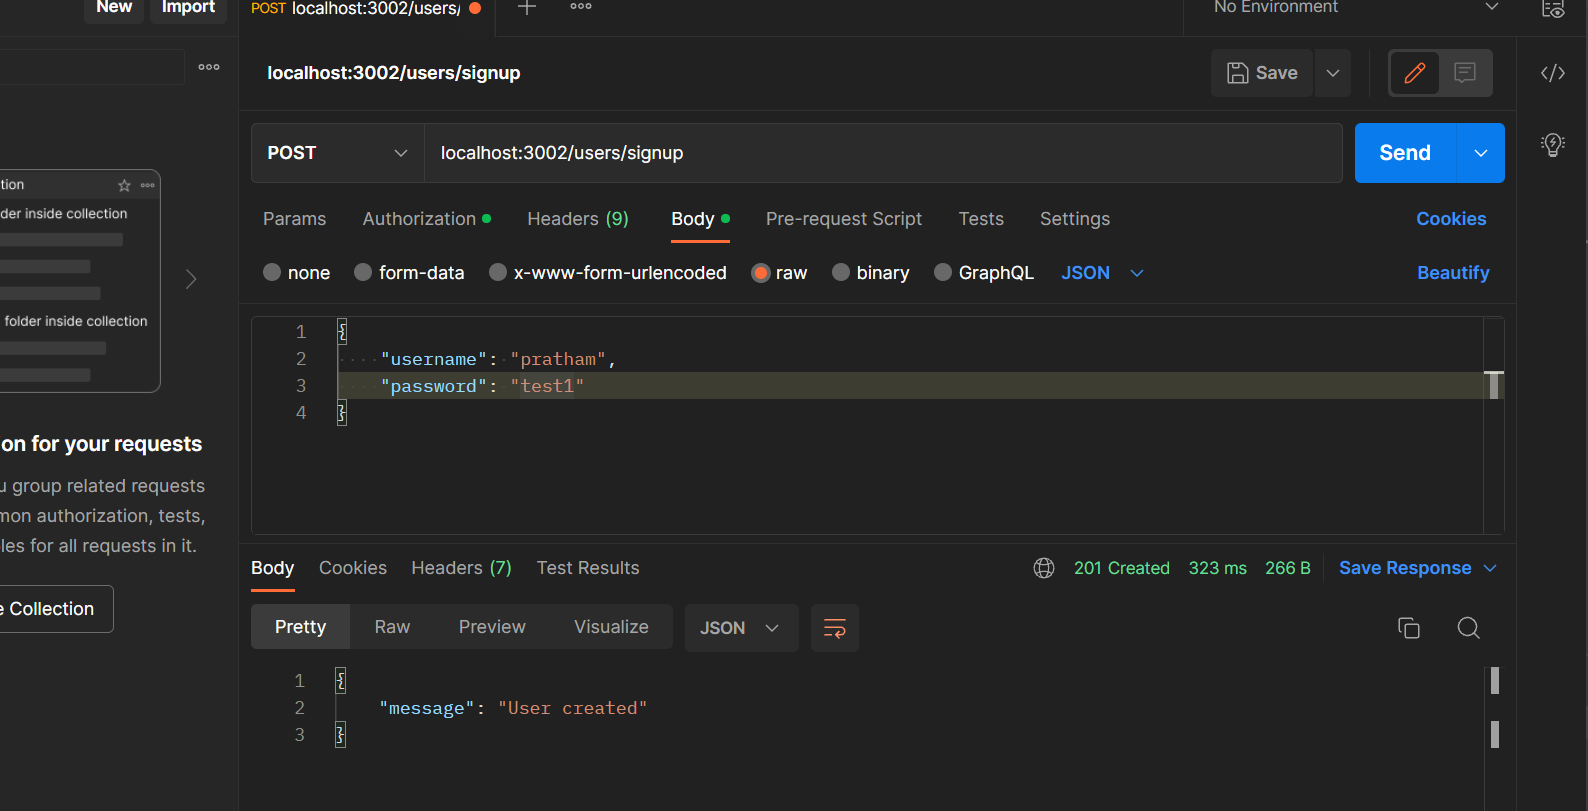 New Import
POST localhost:3002/users/
No Environment
localhost:3002/users/signup
Save
POST localhost:3002/users/signup
Send
Params Authorization Headers (9) Body Pre-request Script Tests Settings Cookies
none form-data x-www-form-urlencoded raw binary GraphQL JSON Beautify
1 {
2 "username": "pratham",
3 "password": "test1"
4 }
tion
der inside collection
folder inside collection
on for your requests
u group related requests
mon authorization, tests,
les for all requests in it.
e Collection
Body Cookies Headers (7) Test Results 201 Created 323 ms 266 B Save Response
Pretty Raw Preview Visualize JSON
1 {
2 "message": "User created"
3 }